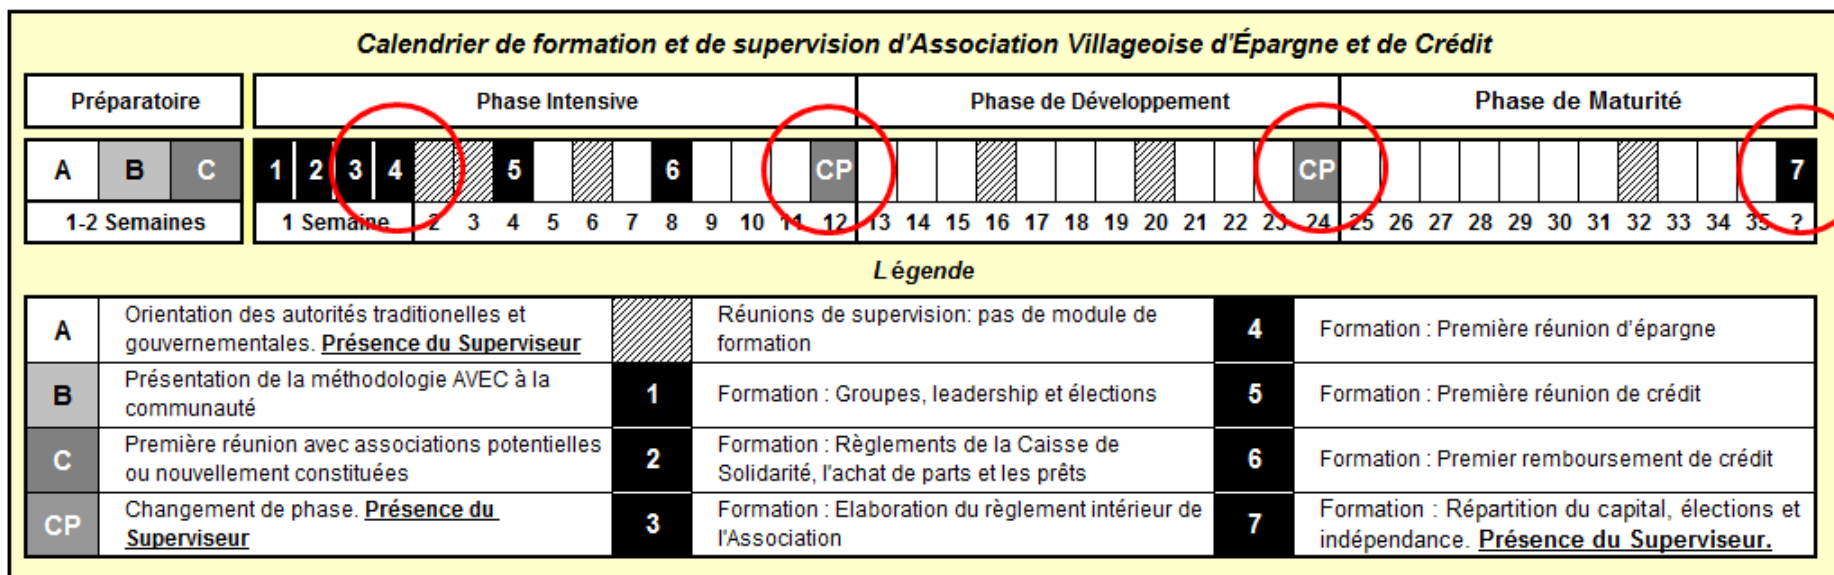 Calendrier de formation et de supervision d'Association Villageoise d'Épargne et de Crédit
Préparatoire Phase Intensive Phase de Développement Phase de Maturité
A B C 1 2 3 4 5 6 CP CP 7
1-2 Semaines 1 Semaine 2 3 4 5 6 7 8 9 10 11 12 13 14 15 16 17 18 19 20 21 22 23 24 25 26 27 28 29 30 31 32 33 34 35 ?
Légende
A
Orientation des autorités traditionelles et
gouvernementales. Présence du Superviseur
Réunions de supervision: pas de module de
formation
4
Formation : Première réunion d'épargne
B
Présentation de la méthodologie AVEC à la
communauté
1
Formation : Groupes, leadership et élections
5
Formation : Première réunion de crédit
C
Première réunion avec associations potentielles
ou nouvellement constituées
2
Formation : Règlements de la Caisse de
Solidarité, l'achat de parts et les prêts
6
Formation : Premier remboursement de crédit
CP
Changement de phase. Présence du
Superviseur
3
Formation : Elaboration du règlement intérieur de
l'Association
7
Formation : Répartition du capital, élections et
indépendance. Présence du Superviseur.